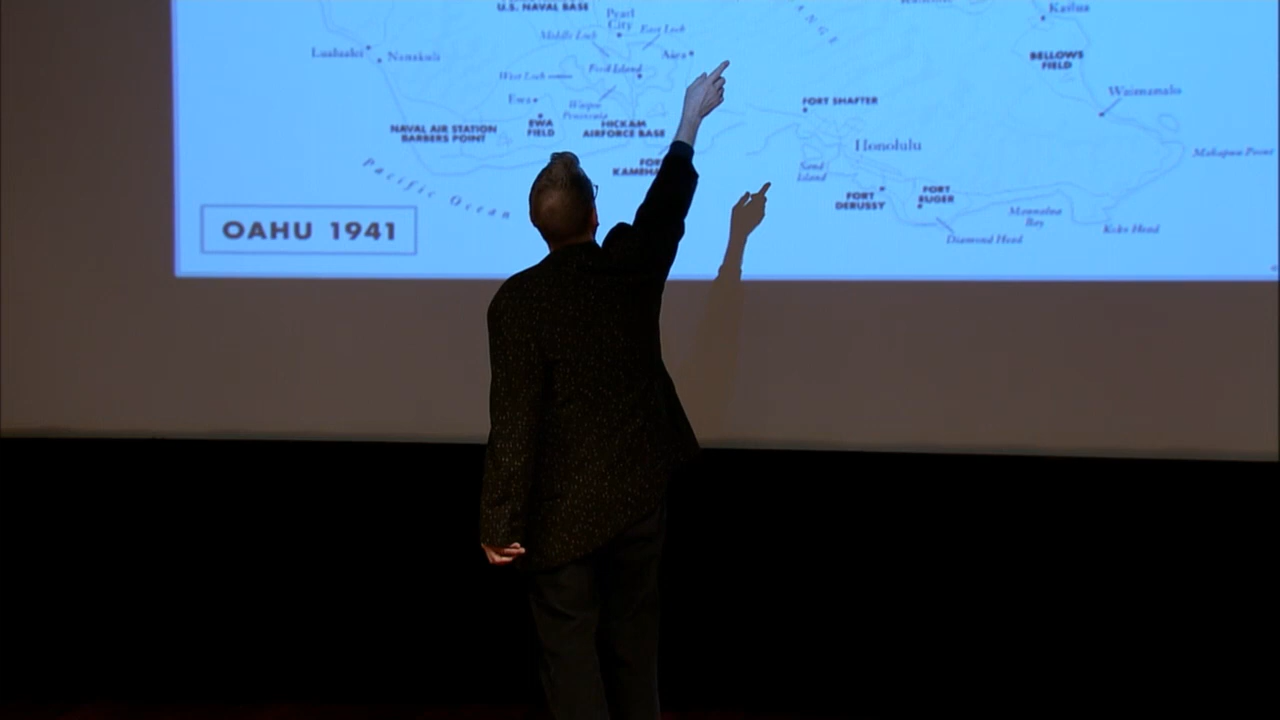 U.S. NAVAL BASE
Kailua
Pearl
City
Middle Loch
East Loch
Lualualei
Nanakuli
Aiea
BELLOWS
FIELD
Ford Island
West Loch
Waimanalo
Ewa
FORT SHAFTER
Waipio
Peninsula
EWA
FIELD
HICKAM
AIRFORCE BASE
NAVAL AIR STATION
BARBERS POINT
Honolulu
Makapuu Point
Sand
Island
Pacific Ocean
FORT
DERUSSY
FORT
RUGER
Mannalua
Bay
OAHU 1941
Diamond Head
Koko Head